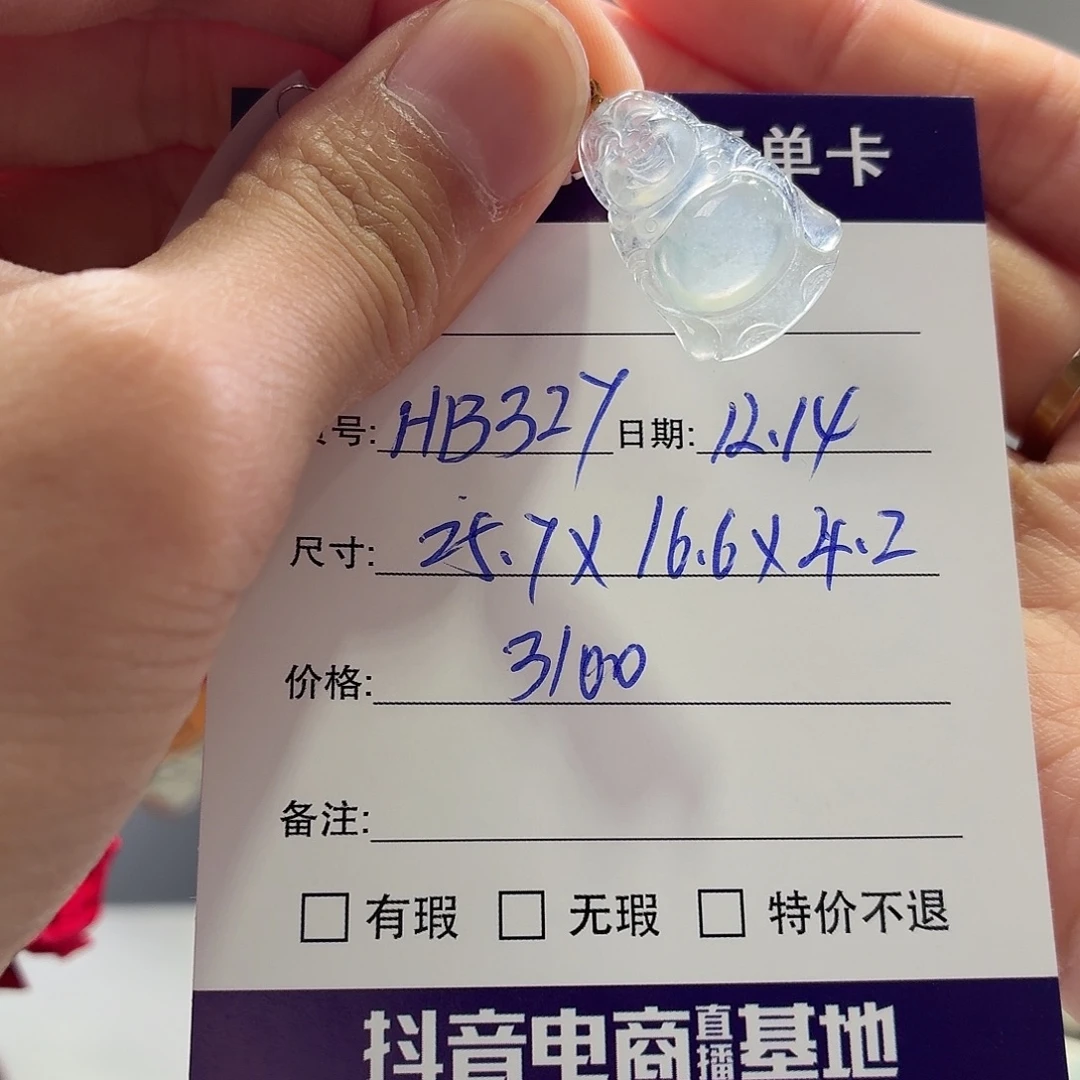 单卡
号: HB327 日期: 12.14
尺寸: 25.7X16.6X4.2
价格: 3100
备注:
□ 有瑕 □ 无瑕 □ 特价不退
抖音电商直播基地